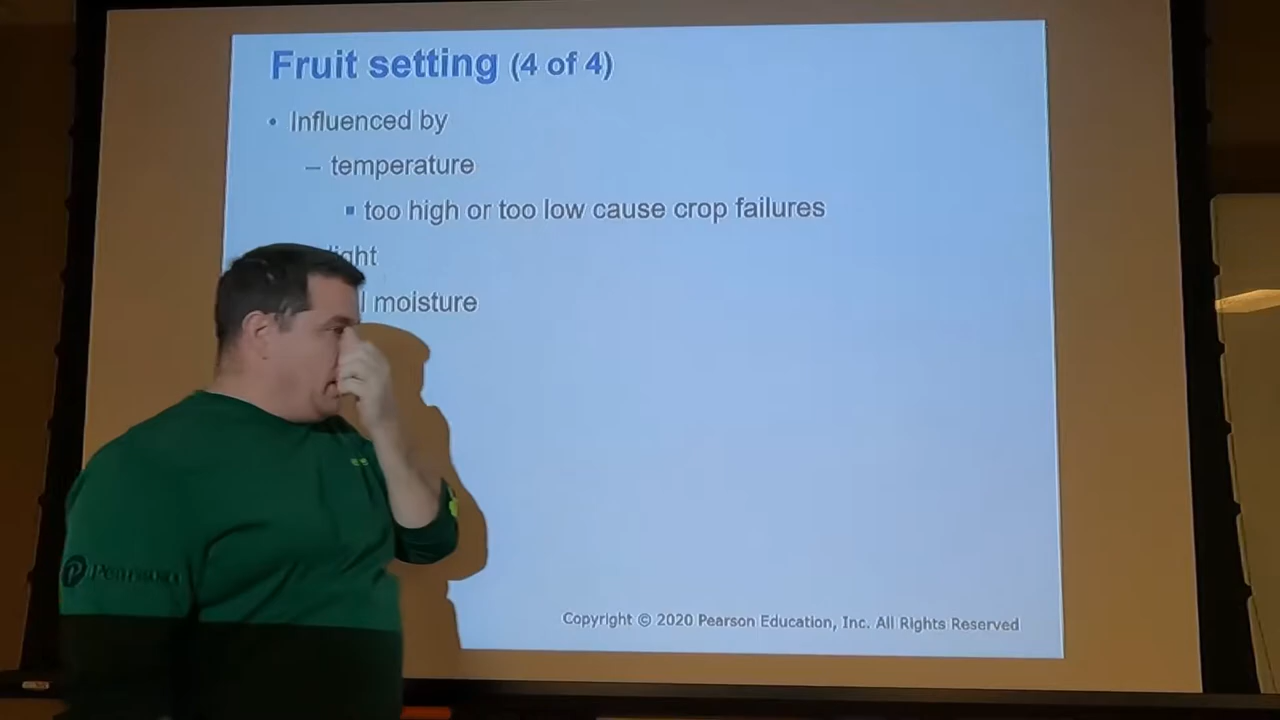 Fruit setting (4 of 4)
• Influenced by
– temperature
▪ too high or too low cause crop failures
light
l moisture
Copyright © 2020 Pearson Education, Inc. All Rights Reserved
Pearson